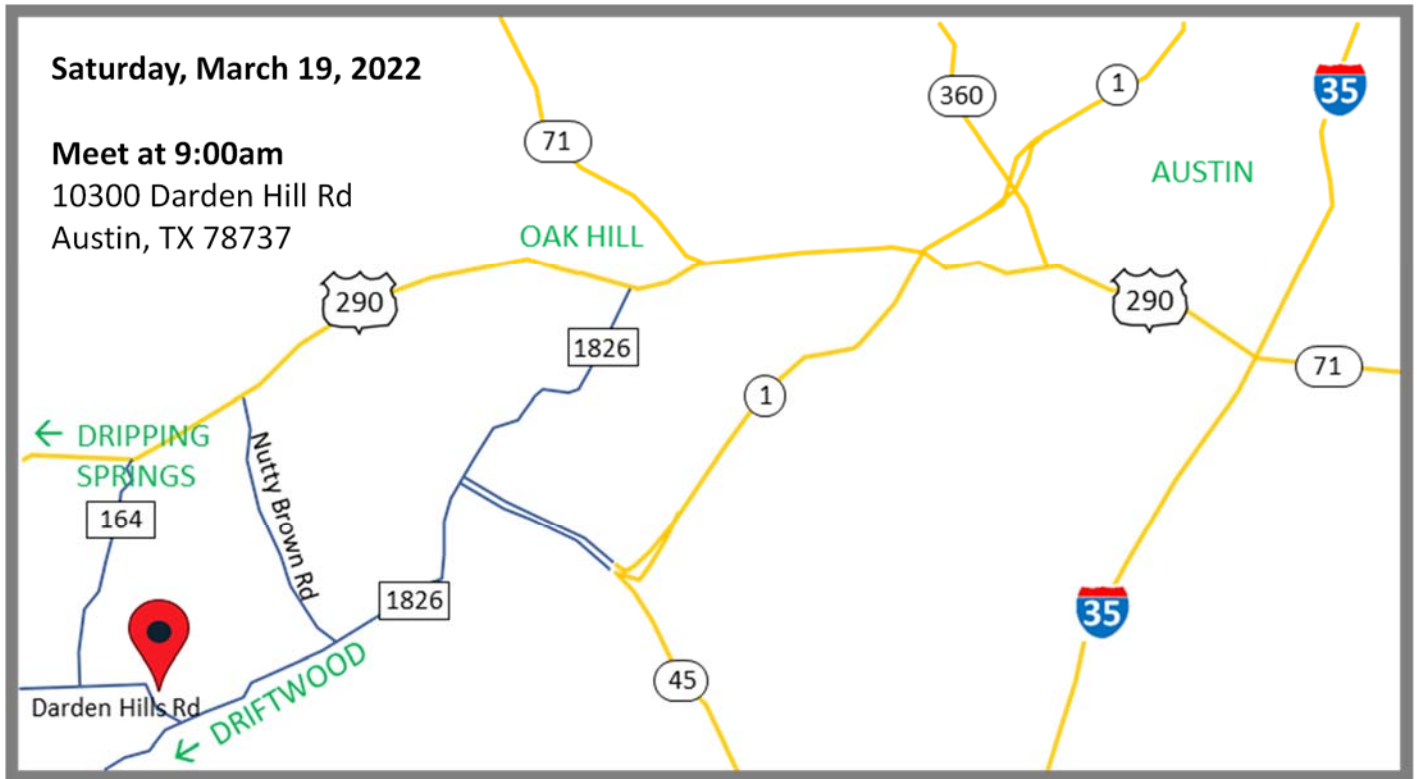 Saturday, March 19, 2022
Meet at 9:00am
10300 Darden Hill Rd
Austin, TX 78737
71
360
1
35
AUSTIN
OAK HILL
290
290
1826
71
1
← DRIPPING
SPRINGS
Nutty Brown Rd
164
1826
35
45
Darden Hills Rd
← DRIFTWOOD